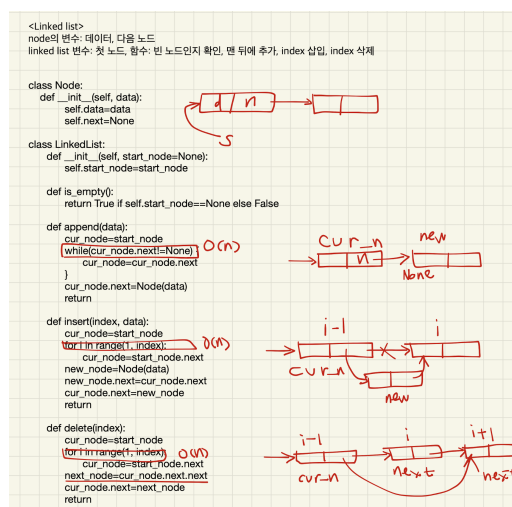 <Linked list>
node의 변수: 데이터, 다음 노드
linked list 변수: 첫 노드, 함수: 빈 노드인지 확인, 맨 뒤에 추가, index 삽입, index 삭제
class Node:
def __init__(self, data):
self.data=data
self.next=None
d n
S
class LinkedList:
def __init__(self, start_node=None):
self.start_node=start_node
def is_empty():
return True if self.start_node==None else False
def append(data):
cur_node=start_node
while(cur_node.next!=None) O(n)
cur_node=cur_node.next
}
cur_node.next=Node(data)
return
cur_n new
n
None
def insert(index, data):
cur_node=start_node
for i in range(1, index): O(n)
cur_node=start_node.next
new_node=Node(data)
new_node.next=cur_node.next
cur_node.next=new_node
return
i-1 i
cur_n
new
def delete(index):
cur_node=start_node
for i in range(1, index): O(n)
cur_node=start_node.next
next_node=cur_node.next.next
cur_node.next=next_node
return
i-1 i i+1
cur_n next